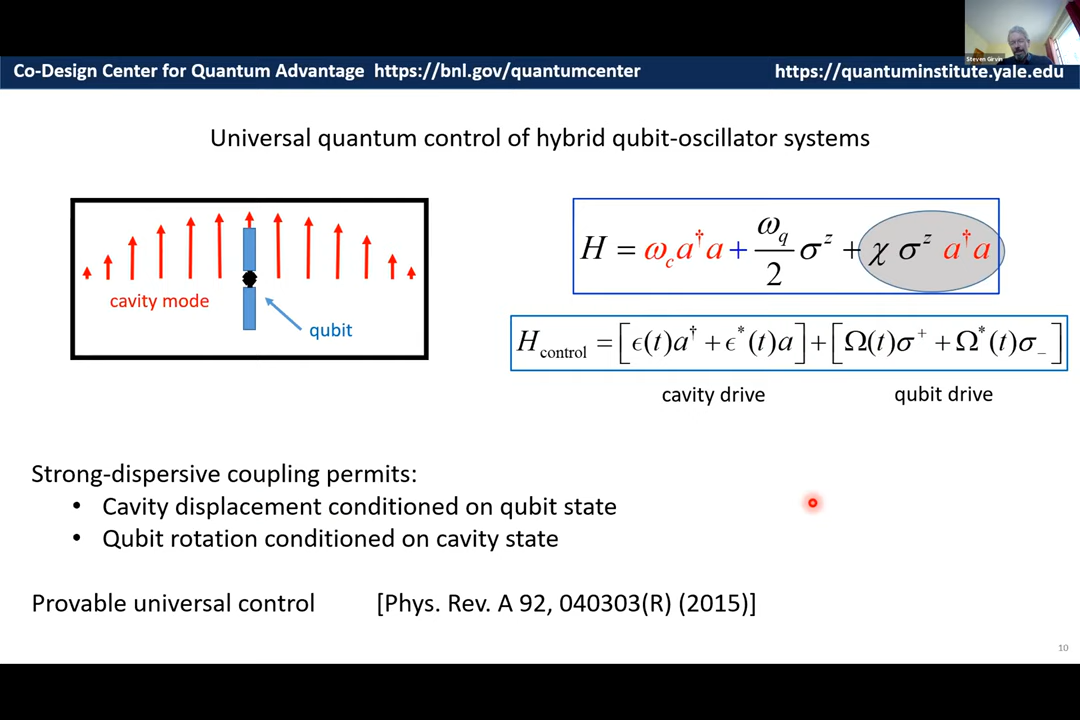 Steven Girvin
Co-Design Center for Quantum Advantage https://bnl.gov/quantumcenter https://quantuminstitute.yale.edu
Universal quantum control of hybrid qubit-oscillator systems
cavity mode
qubit
H = ω_c a†a + ω_q/2 σ^z + χ σ^z a†a
H_control = [ϵ(t)a† + ϵ*(t)a] + [Ω(t)σ^+ + Ω*(t)σ_−]
cavity drive qubit drive
Strong-dispersive coupling permits:
• Cavity displacement conditioned on qubit state
• Qubit rotation conditioned on cavity state
Provable universal control [Phys. Rev. A 92, 040303(R) (2015)]
10